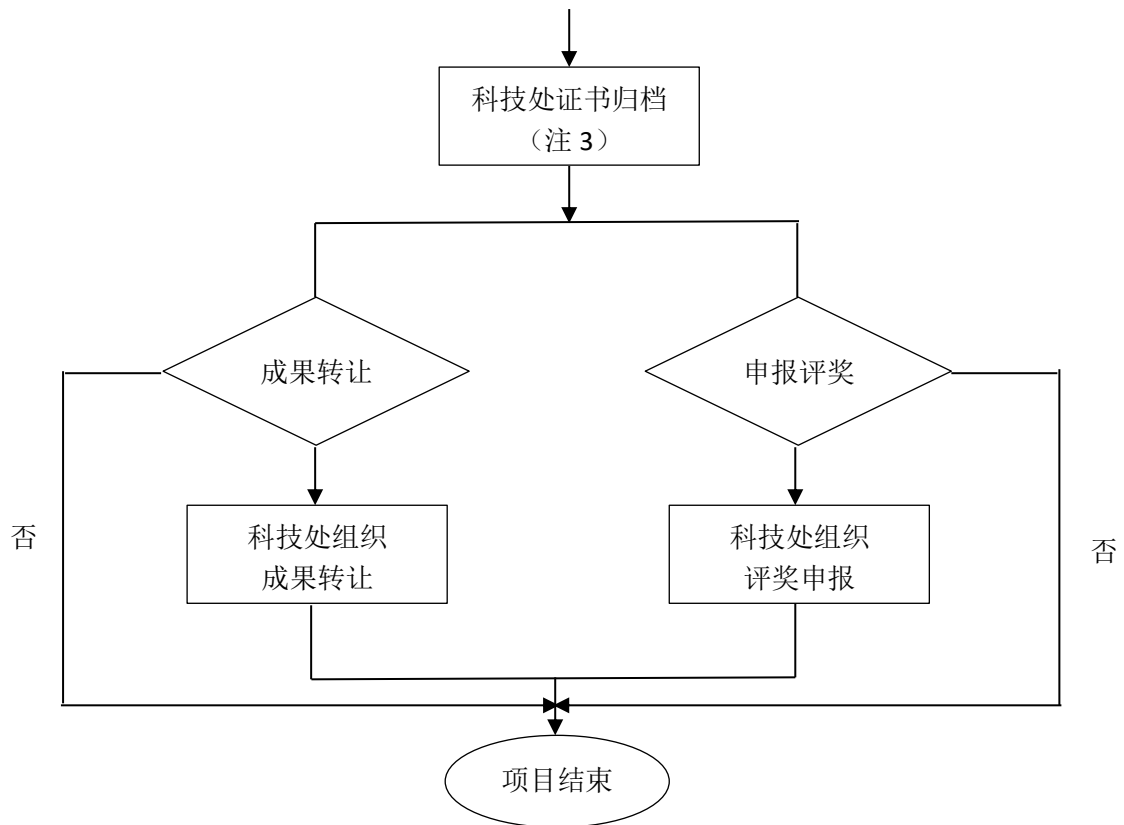 科技处证书归档
（注 3）
成果转让
申报评奖
科技处组织
成果转让
科技处组织
评奖申报
否
否
项目结束